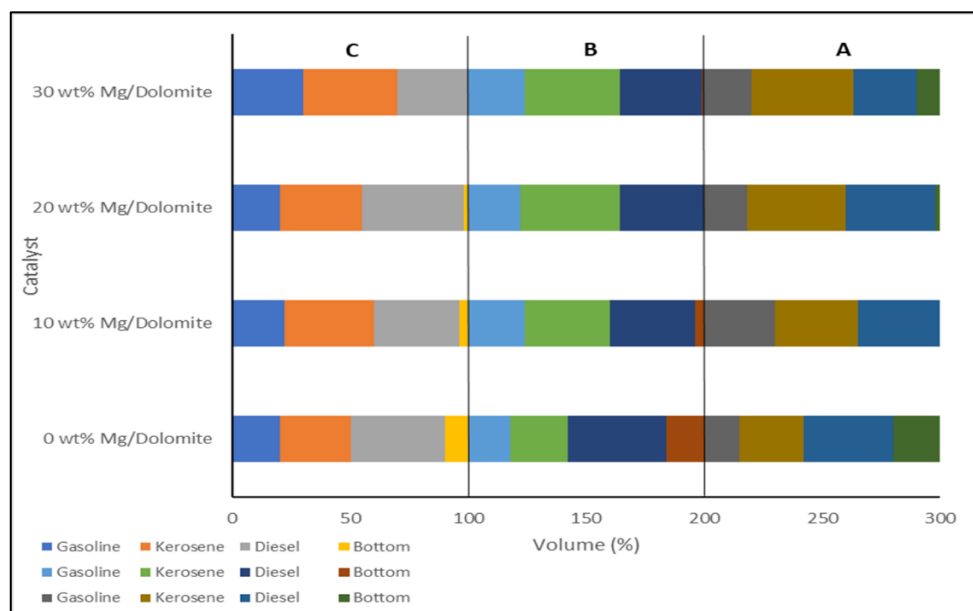 C B A
30 wt% Mg/Dolomite
20 wt% Mg/Dolomite
Catalyst
10 wt% Mg/Dolomite
0 wt% Mg/Dolomite
0 50 100 150 200 250 300
Volume (%)
Gasoline Kerosene Diesel Bottom
Gasoline Kerosene Diesel Bottom
Gasoline Kerosene Diesel Bottom